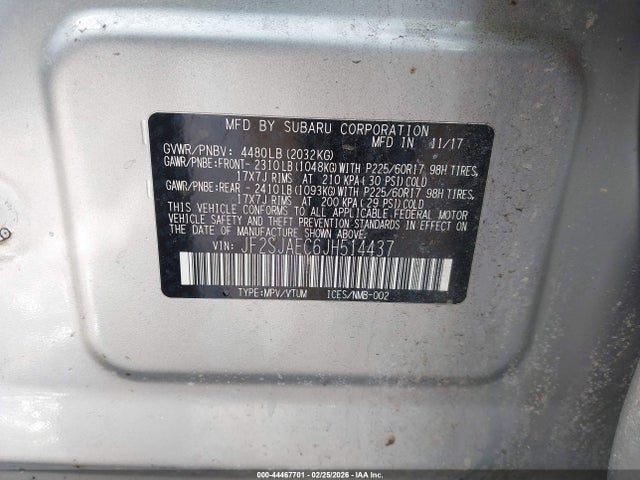 MFD BY SUBARU CORPORATION
MFD IN 11/17
GVWR/PNBV: 4480LB(2032KG)
GAWR/PNBE:FRONT- 2310LB(1048KG)WITH P225/60R17 98H TIRES,
17X7J RIMS AT 210 KPA(30 PSI)COLD
GAWR/PNBE:REAR - 2410LB(1093KG)WITH P225/60R17 98H TIRES,
17X7J RIMS AT 200 KPA(29 PSI)COLD
THIS VEHICLE CONFORMS TO ALL APPLICABLE FEDERAL MOTOR
VEHICLE SAFETY AND BUMPER STANDARDS IN EFFECT ON
THE DATE OF MANUFACTURE SHOWN ABOVE.
VIN: JF2SJAEC6JH514437
TYPE:MPV/VTUM ICES/NMB-002
000-44467701 - 02/25/2026 - IAA Inc.